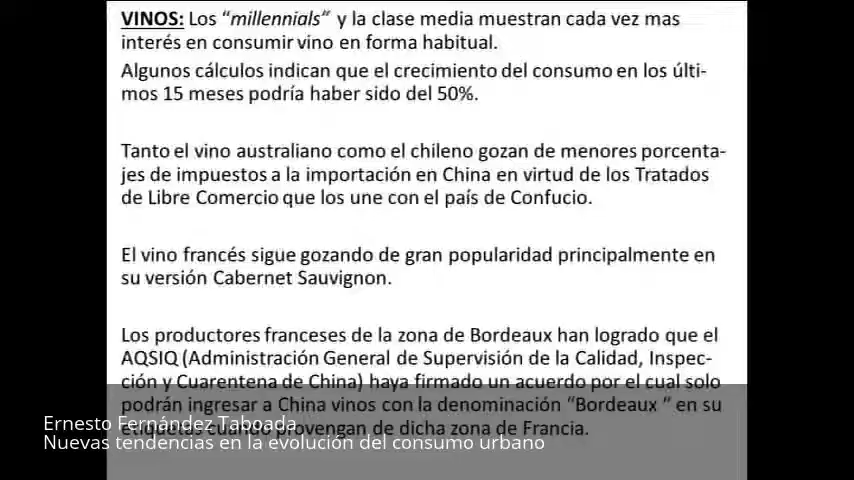 VINOS: Los “millennials” y la clase media muestran cada vez mas
interés en consumir vino en forma habitual.
Algunos cálculos indican que el crecimiento del consumo en los últi-
mos 15 meses podría haber sido del 50%.
Tanto el vino australiano como el chileno gozan de menores porcenta-
jes de impuestos a la importación en China en virtud de los Tratados
de Libre Comercio que los une con el país de Confucio.
El vino francés sigue gozando de gran popularidad principalmente en
su versión Cabernet Sauvignon.
Los productores franceses de la zona de Bordeaux han logrado que el
AQSIQ (Administración General de Supervisión de la Calidad, Inspec-
ción y Cuarentena de China) haya firmado un acuerdo por el cual solo
podrán ingresar a China vinos con la denominación “Bordeaux ” en su
etiquetas cuando provengan de dicha zona de Francia.
Ernesto Fernández Taboada
Nuevas tendencias en la evolución del consumo urbano